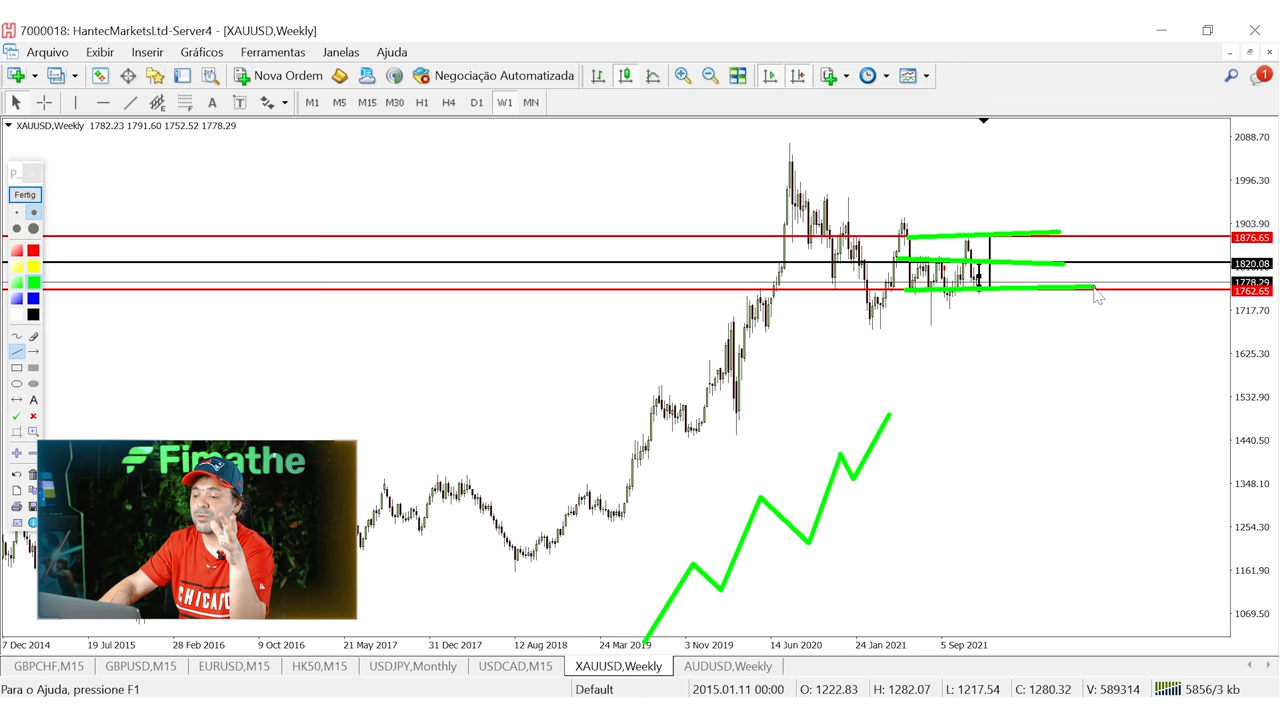 7000018: HantecMarketsLtd-Server4 - [XAUUSD,Weekly]
Arquivo Exibir Inserir Gráficos Ferramentas Janelas Ajuda
Nova Ordem Negociação Automatizada
A T M1 M5 M15 M30 H1 H4 D1 W1 MN
XAUUSD,Weekly 1782.23 1791.60 1752.52 1778.29
P...
Fertig
A
2088.70
1996.30
1903.90
1876.65
1820.08
1778.29
1762.65
1717.70
1625.30
1532.90
1440.50
1348.10
1254.30
1161.90
1069.50
Fimathe
CHICAGO
7 Dec 2014 19 Jul 2015 28 Feb 2016 9 Oct 2016 21 May 2017 31 Dec 2017 12 Aug 2018 24 Mar 2019 3 Nov 2019 14 Jun 2020 24 Jan 2021 5 Sep 2021
GBPCHF,M15 GBPUSD,M15 EURUSD,M15 HK50,M15 USDJPY,Monthly USDCAD,M15 XAUUSD,Weekly AUDUSD,Weekly
Para o Ajuda, pressione F1 Default 2015.01.11 00:00 O: 1222.83 H: 1282.07 L: 1217.54 C: 1280.32 V: 589314 5856/3 kb